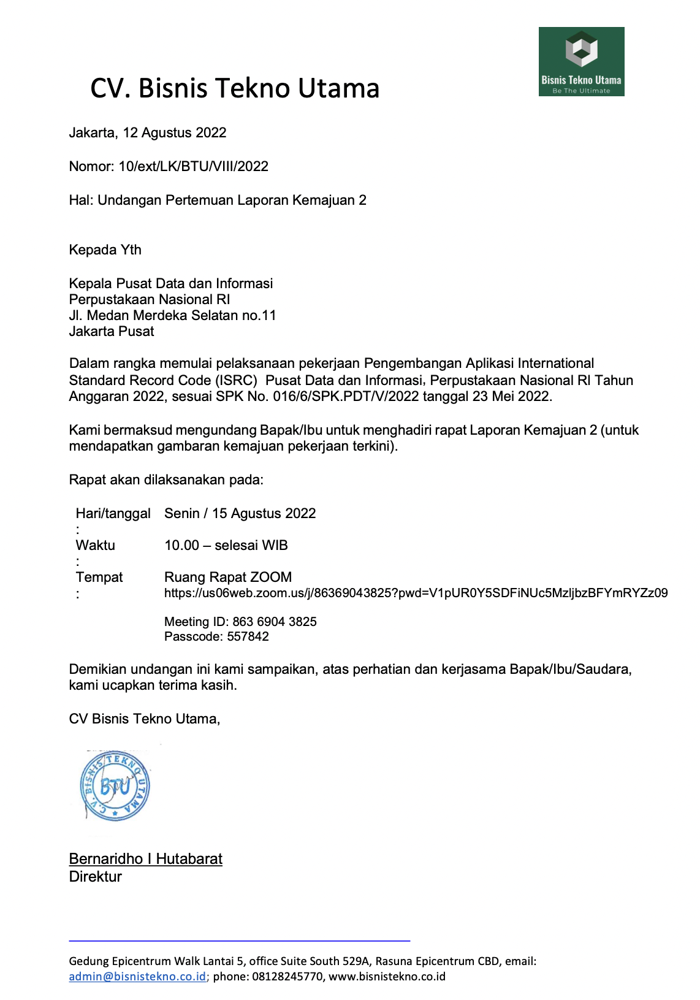 Bisnis Tekno Utama
Be The Ultimate
CV. Bisnis Tekno Utama
Jakarta, 12 Agustus 2022
Nomor: 10/ext/LK/BTU/VIII/2022
Hal: Undangan Pertemuan Laporan Kemajuan 2
Kepada Yth
Kepala Pusat Data dan Informasi
Perpustakaan Nasional RI
Jl. Medan Merdeka Selatan no.11
Jakarta Pusat
Dalam rangka memulai pelaksanaan pekerjaan Pengembangan Aplikasi International
Standard Record Code (ISRC)  Pusat Data dan Informasi, Perpustakaan Nasional RI Tahun
Anggaran 2022, sesuai SPK No. 016/6/SPK.PDT/V/2022 tanggal 23 Mei 2022.
Kami bermaksud mengundang Bapak/Ibu untuk menghadiri rapat Laporan Kemajuan 2 (untuk
mendapatkan gambaran kemajuan pekerjaan terkini).
Rapat akan dilaksanakan pada:
Hari/tanggal Senin / 15 Agustus 2022
:
Waktu 10.00 – selesai WIB
:
Tempat Ruang Rapat ZOOM
: https://us06web.zoom.us/j/86369043825?pwd=V1pUR0Y5SDFiNUc5MzljbzBFYmRYZz09
Meeting ID: 863 6904 3825
Passcode: 557842
Demikian undangan ini kami sampaikan, atas perhatian dan kerjasama Bapak/Ibu/Saudara,
kami ucapkan terima kasih.
CV Bisnis Tekno Utama,
C.V. BISNIS TEKNO UTAMA
BTU
Bernaridho I Hutabarat
Direktur
Gedung Epicentrum Walk Lantai 5, office Suite South 529A, Rasuna Epicentrum CBD, email:
admin@bisnistekno.co.id; phone: 08128245770, www.bisnistekno.co.id